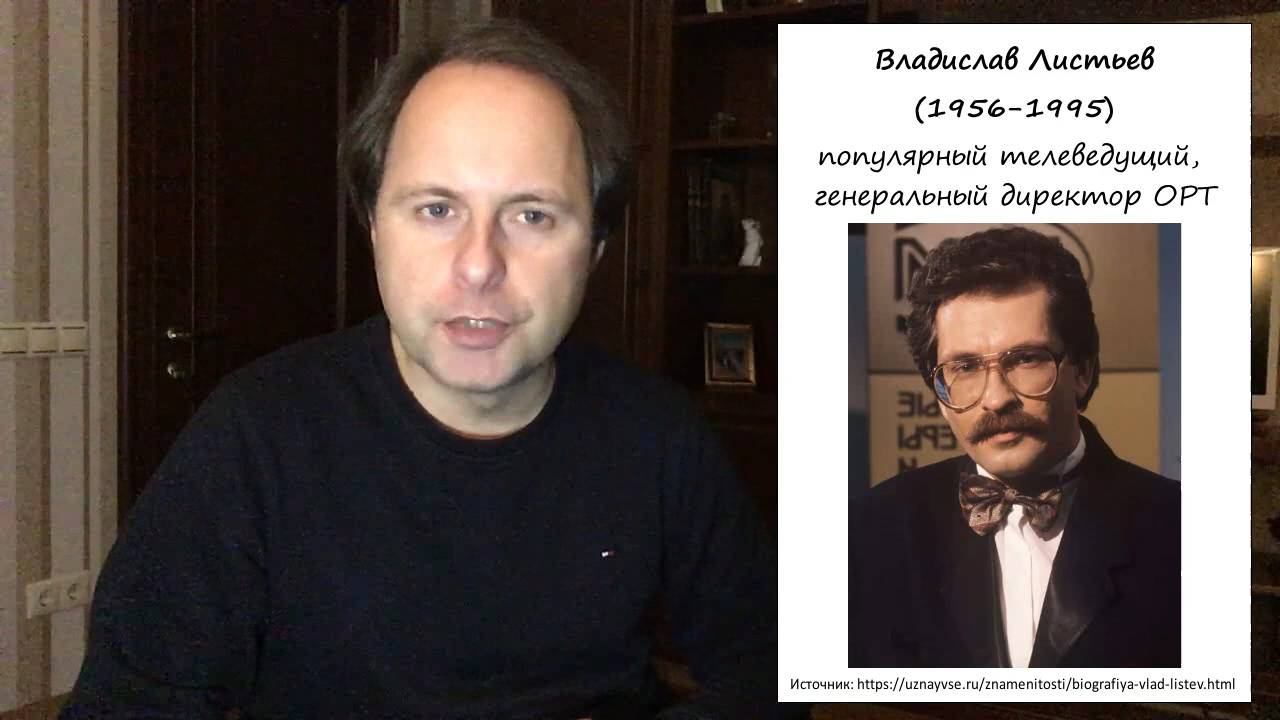 Владислав Листьев
(1956-1995)
популярный телеведущий,
генеральный директор ОРТ
Источник: https://uznayvse.ru/znamenitosti/biografiya-vlad-listev.html